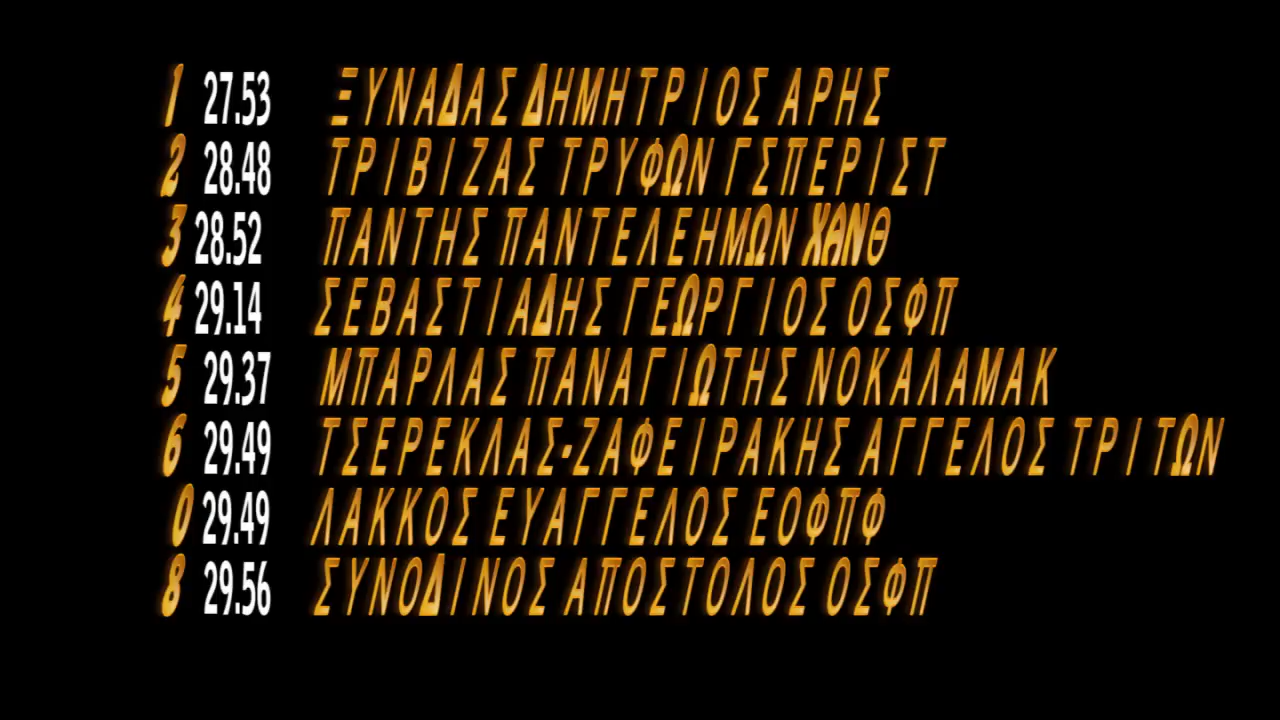 1 27.53 ΞΥΝΑΔΑΣ ΔΗΜΗΤΡΙΟΣ ΑΡΗΣ
2 28.48 ΤΡΙΒΙΖΑΣ ΤΡΥΦΩΝ ΓΣΠΕΡΙΣΤ
3 28.52 ΠΑΝΤΗΣ ΠΑΝΤΕΛΕΗΜΩΝ ΧΑΝΘ
4 29.14 ΣΕΒΑΣΤΙΑΔΗΣ ΓΕΩΡΓΙΟΣ ΟΣΦΠ
5 29.37 ΜΠΑΡΛΑΣ ΠΑΝΑΓΙΩΤΗΣ ΝΟΚΑΛΑΜΑΚ
6 29.49 ΤΣΕΡΕΚΛΑΣ-ΖΑΦΕΙΡΑΚΗΣ ΑΓΓΕΛΟΣ ΤΡΙΤΩΝ
0 29.49 ΛΑΚΚΟΣ ΕΥΑΓΓΕΛΟΣ ΕΟΦΠΦ
8 29.56 ΣΥΝΟΔΙΝΟΣ ΑΠΟΣΤΟΛΟΣ ΟΣΦΠ